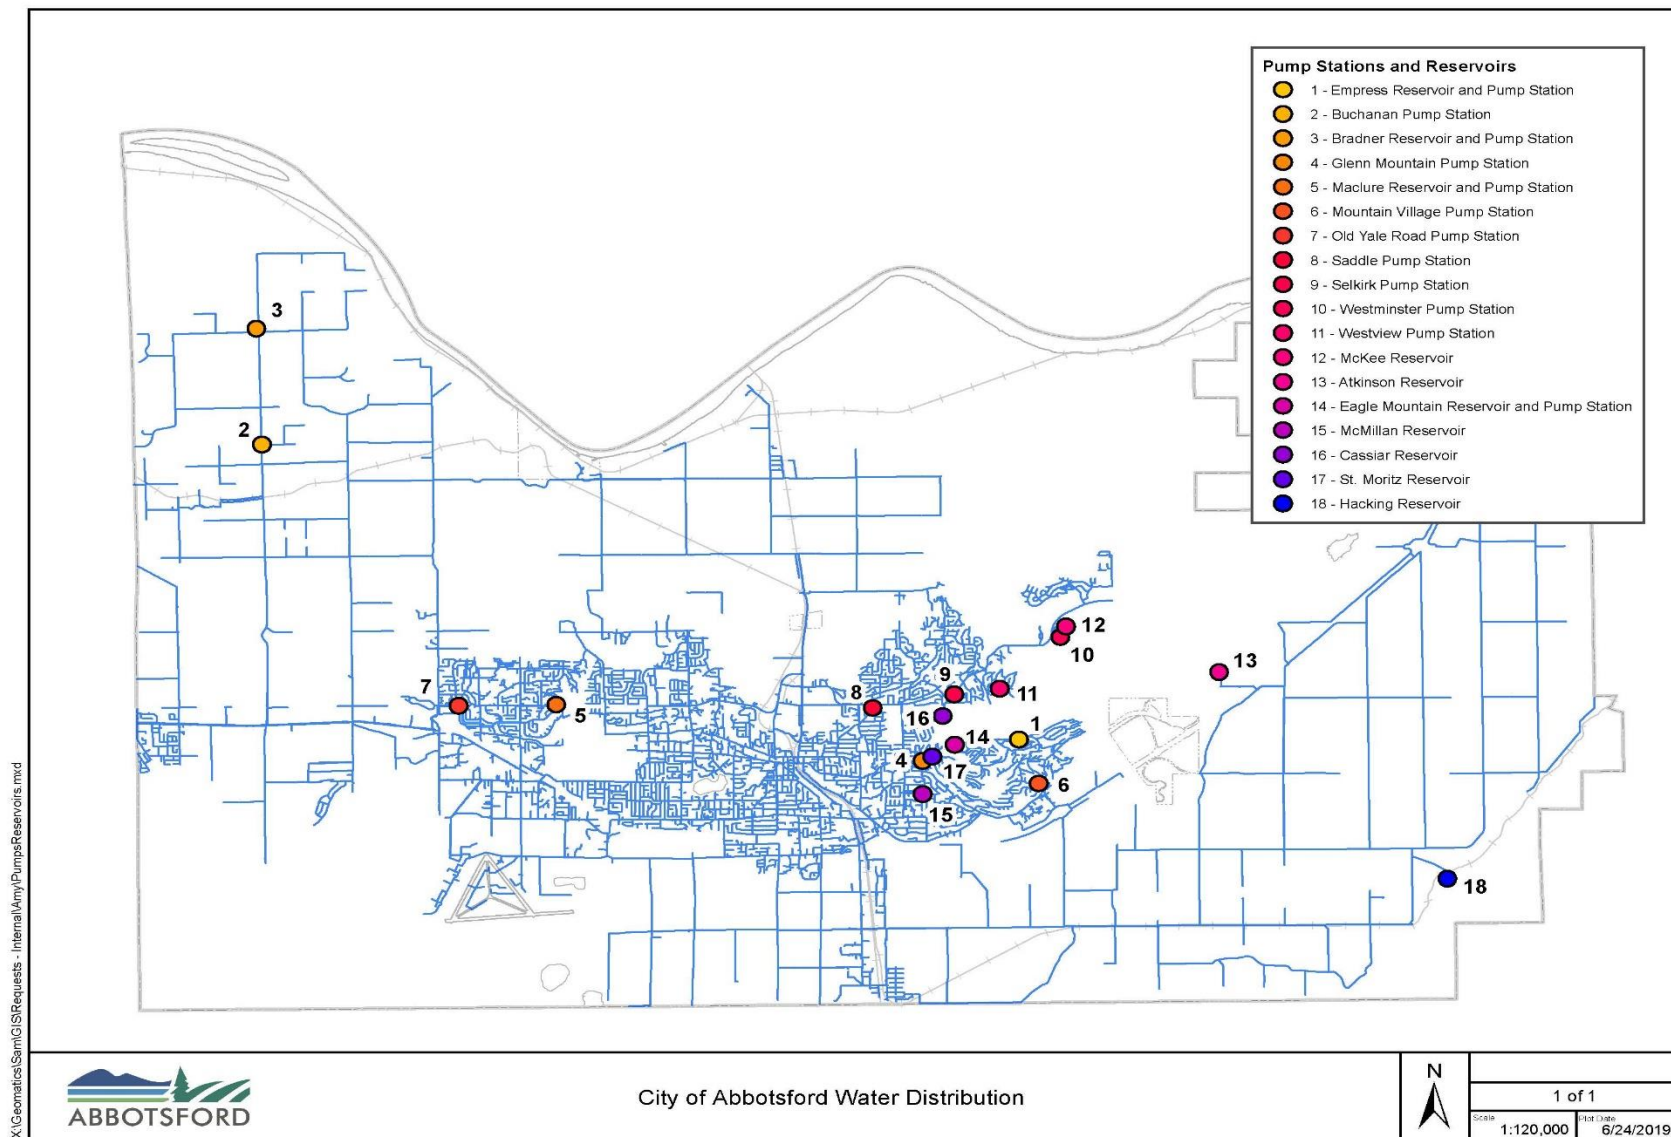 Pump Stations and Reservoirs
1 - Empress Reservoir and Pump Station
2 - Buchanan Pump Station
3 - Bradner Reservoir and Pump Station
4 - Glenn Mountain Pump Station
5 - Maclure Reservoir and Pump Station
6 - Mountain Village Pump Station
7 - Old Yale Road Pump Station
8 - Saddle Pump Station
9 - Selkirk Pump Station
10 - Westminster Pump Station
11 - Westview Pump Station
12 - McKee Reservoir
13 - Atkinson Reservoir
14 - Eagle Mountain Reservoir and Pump Station
15 - McMillan Reservoir
16 - Cassiar Reservoir
17 - St. Moritz Reservoir
18 - Hacking Reservoir
3
2
12
10
13
7
5
8
9
11
16
14
1
4
17
6
15
18
X:\Geomatics\Sam\GIS\Requests - Internal\Amy\PumpsReservoirs.mxd
ABBOTSFORD
City of Abbotsford Water Distribution
N
1 of 1
Scale
1:120,000
Plot Date
6/24/2019